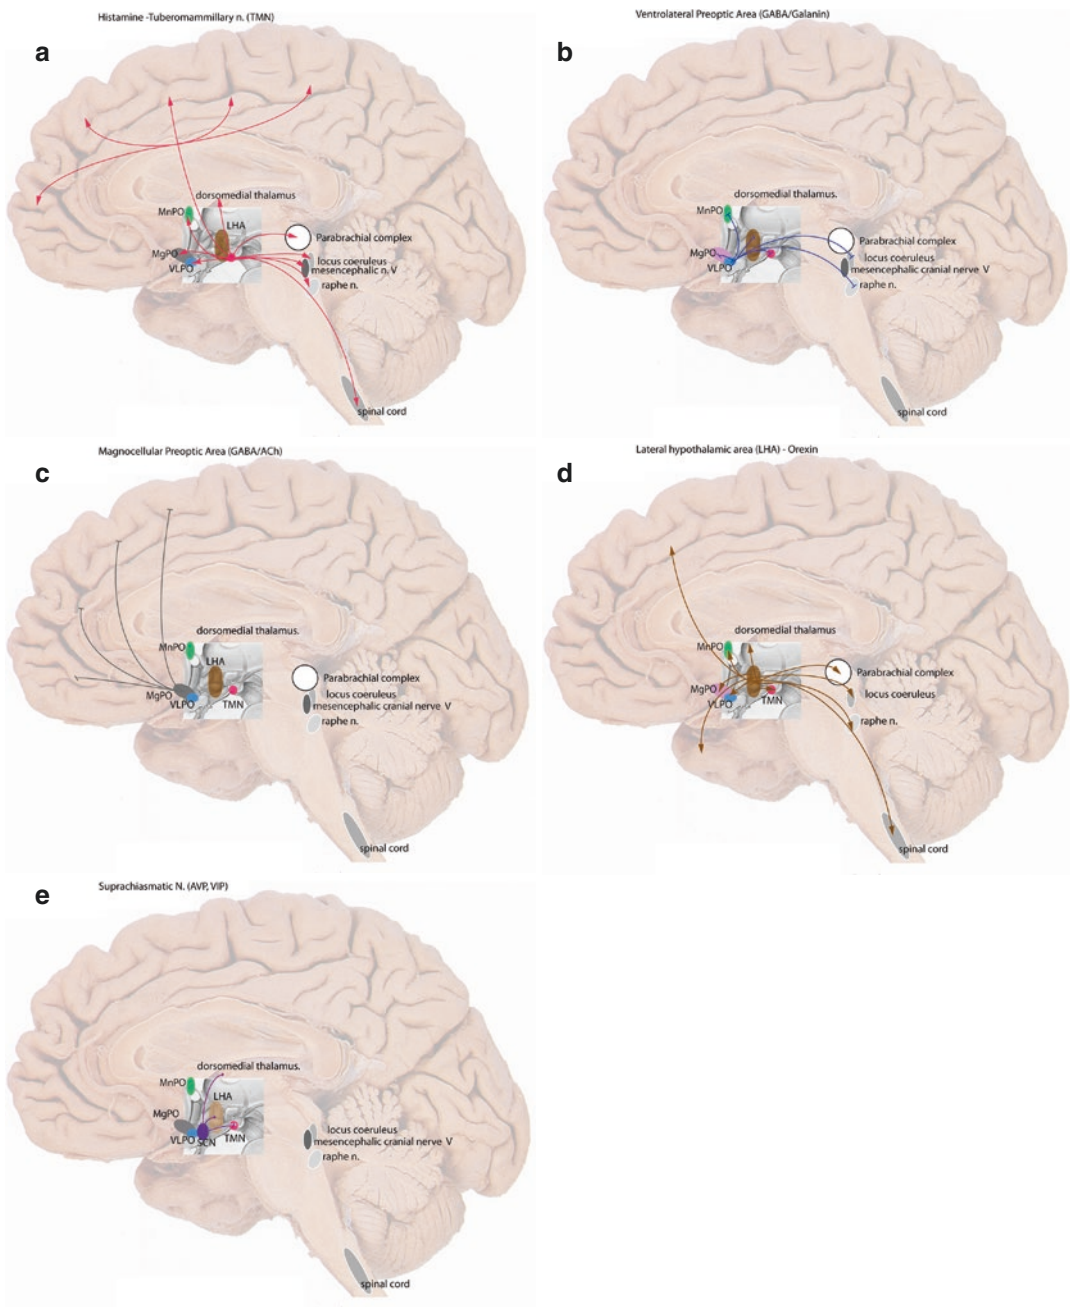 Histamine -Tuberomammillary n. (TMN)
a
dorsomedial thalamus
MnPO
LHA
Parabrachial complex
MgPO
locus coeruleus
VLPO
mesencephalic n. V
raphe n.
spinal cord
Ventrolateral Preoptic Area (GABA/Galanin)
b
dorsomedial thalamus.
MnPO
Parabrachial complex
MgPO
locus coeruleus
VLPO
mesencephalic cranial nerve V
raphe n.
spinal cord
Magnocellular Preoptic Area (GABA/ACh)
c
dorsomedial thalamus.
MnPO
LHA
Parabrachial complex
MgPO
locus coeruleus
VLPO
TMN
mesencephalic cranial nerve V
raphe n.
spinal cord
Lateral hypothalamic area (LHA) - Orexin
d
dorsomedial thalamus
MnPO
Parabrachial complex
MgPO
locus coeruleus
VLPO
TMN
raphe n.
spinal cord
Suprachiasmatic N. (AVP, VIP)
e
dorsomedial thalamus.
MnPO
LHA
MgPO
locus coeruleus
VLPO
SCN
TMN
mesencephalic cranial nerve V
raphe n.
spinal cord